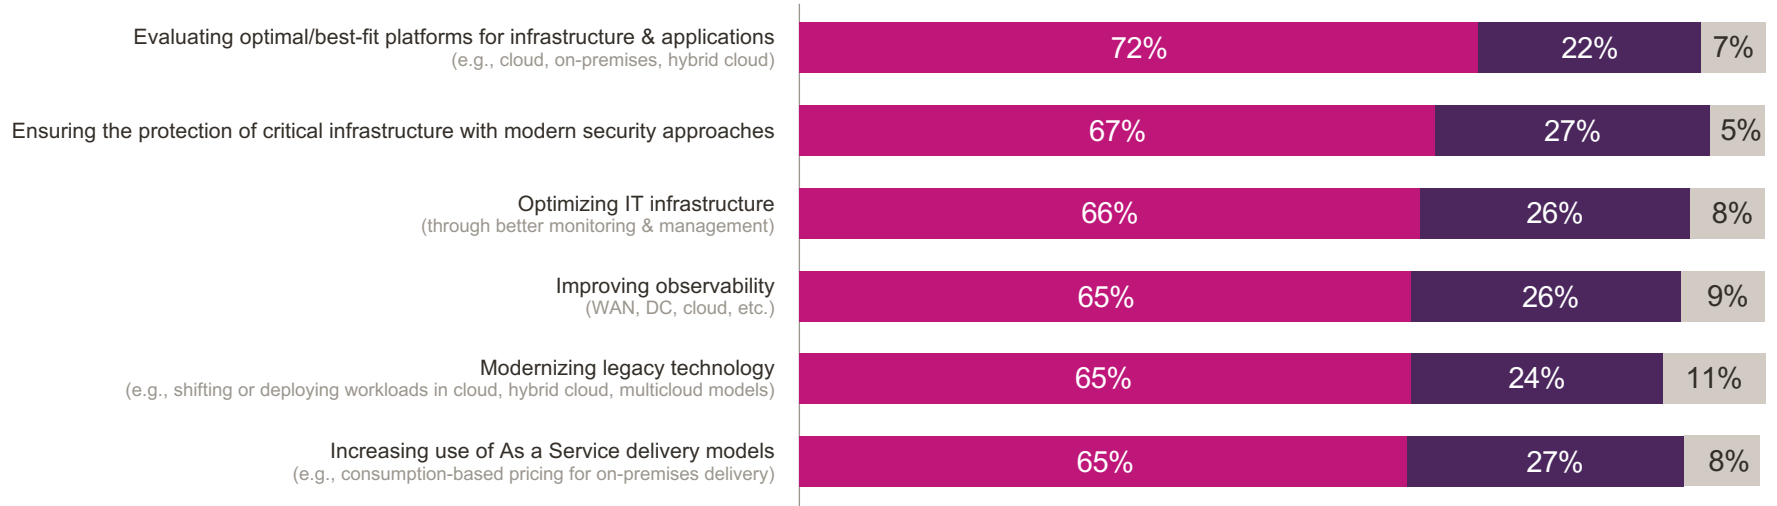 Evaluating optimal/best-fit platforms for infrastructure & applications
(e.g., cloud, on-premises, hybrid cloud)
72% 22% 7%
Ensuring the protection of critical infrastructure with modern security approaches
67% 27% 5%
Optimizing IT infrastructure
(through better monitoring & management)
66% 26% 8%
Improving observability
(WAN, DC, cloud, etc.)
65% 26% 9%
Modernizing legacy technology
(e.g., shifting or deploying workloads in cloud, hybrid cloud, multicloud models)
65% 24% 11%
Increasing use of As a Service delivery models
(e.g., consumption-based pricing for on-premises delivery)
65% 27% 8%